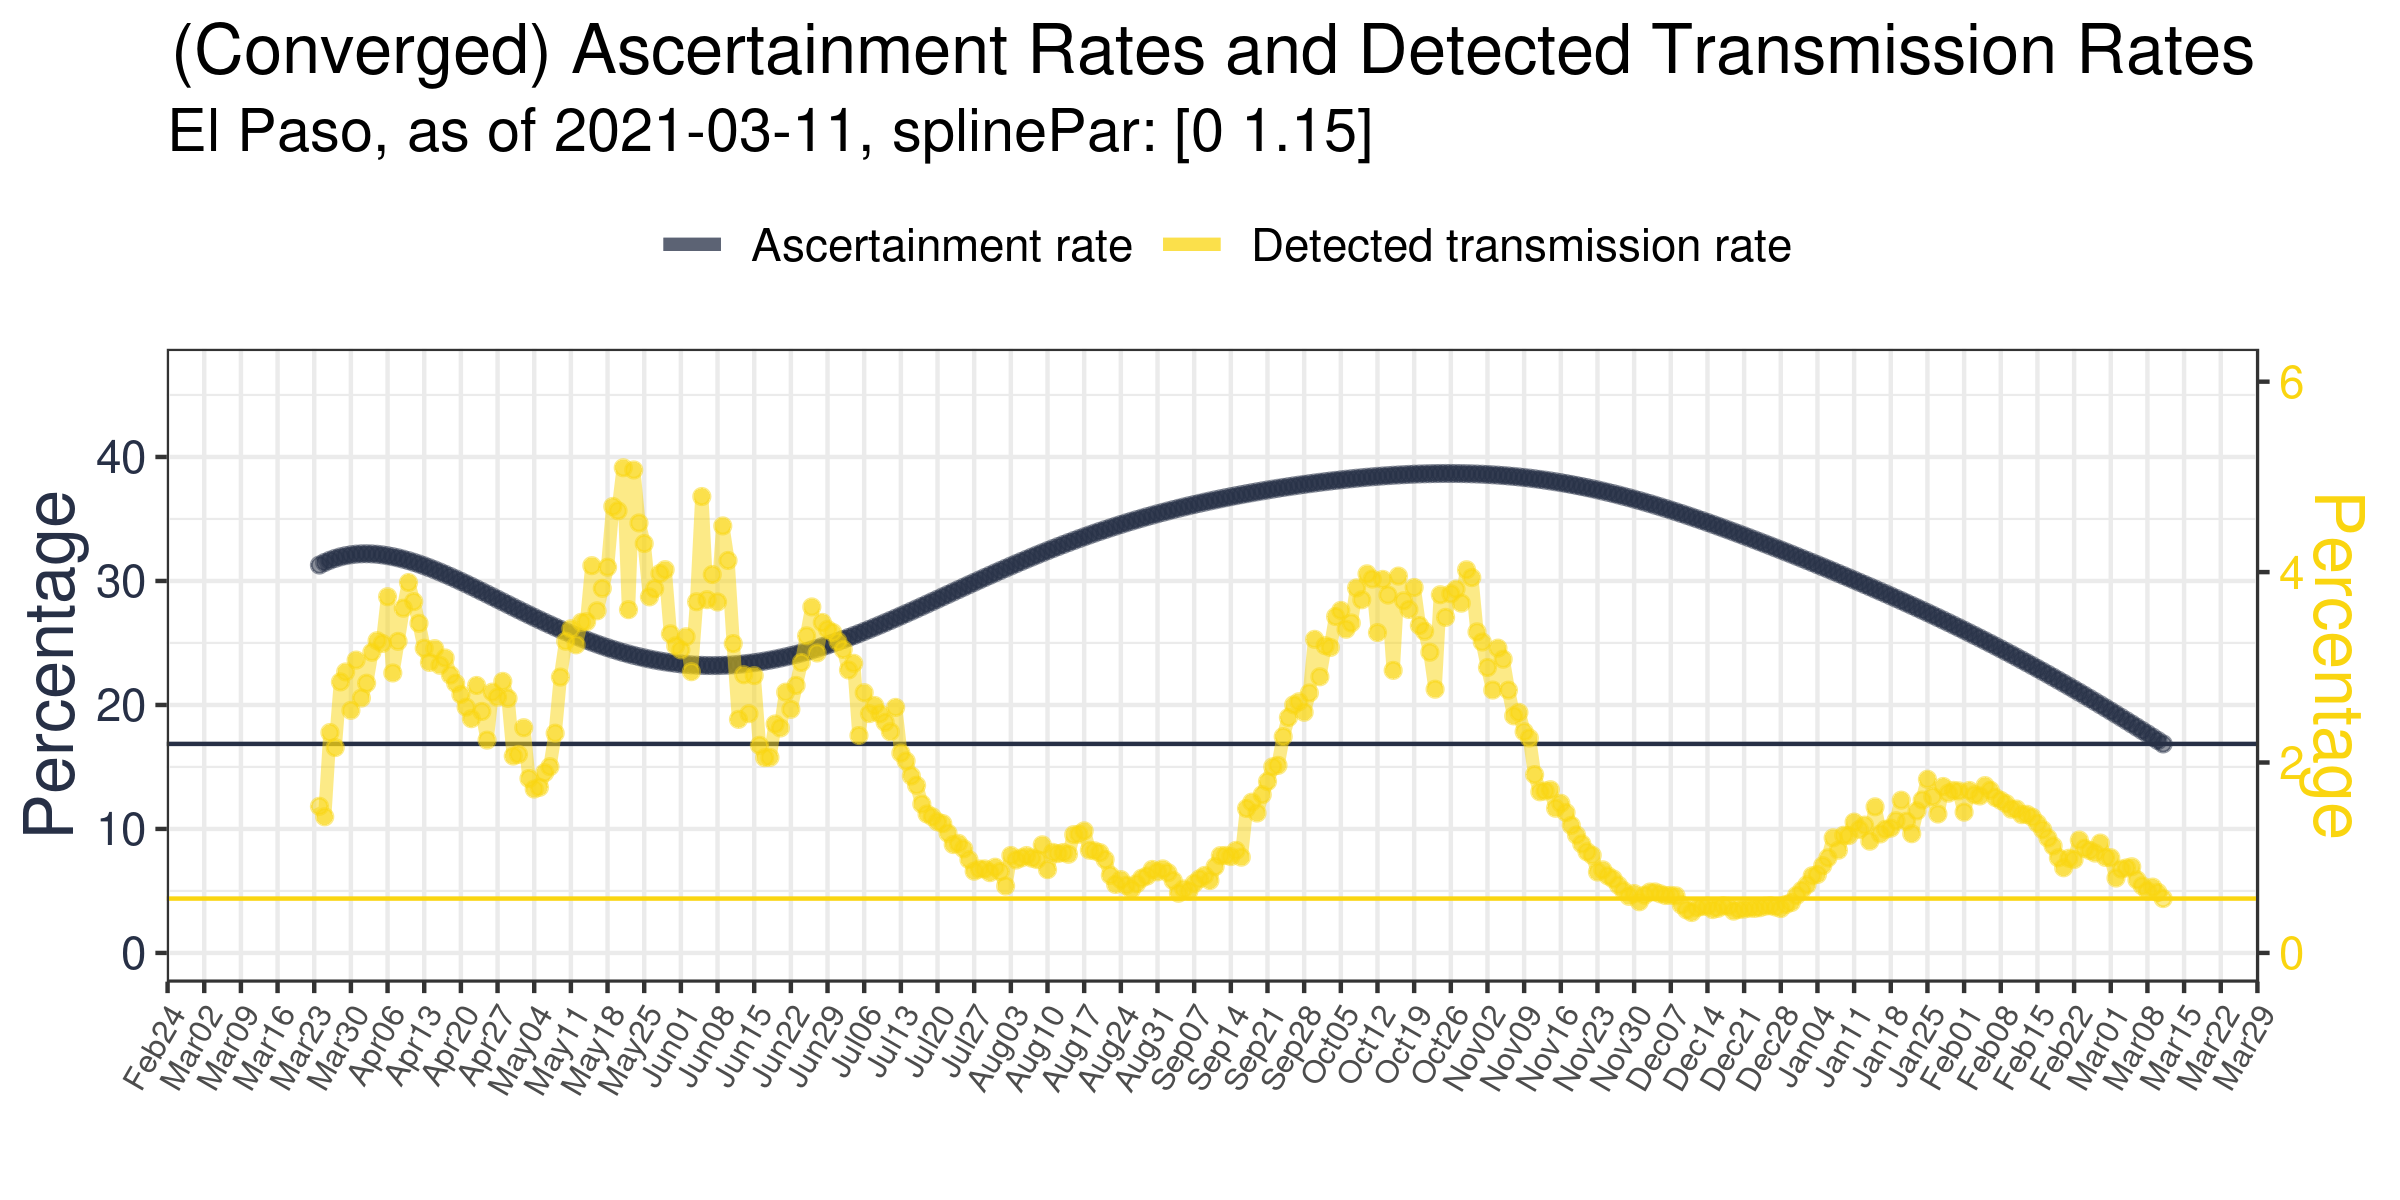 (Converged) Ascertainment Rates and Detected Transmission Rates
El Paso, as of 2021-03-11, splinePar: [0 1.15]
Ascertainment rate
Detected transmission rate
Percentage
40
30
20
10
0
6
4
2
0
Percentage
Feb24
Mar02
Mar09
Mar16
Mar23
Mar30
Apr06
Apr13
Apr20
Apr27
May04
May11
May18
May25
Jun01
Jun08
Jun15
Jun22
Jun29
Jul06
Jul13
Jul20
Jul27
Aug03
Aug10
Aug17
Aug24
Aug31
Sep07
Sep14
Sep21
Sep28
Oct05
Oct12
Oct19
Oct26
Nov02
Nov09
Nov16
Nov23
Nov30
Dec07
Dec14
Dec21
Dec28
Jan04
Jan11
Jan18
Jan25
Feb01
Feb08
Feb15
Feb22
Mar01
Mar08
Mar15
Mar22
Mar29